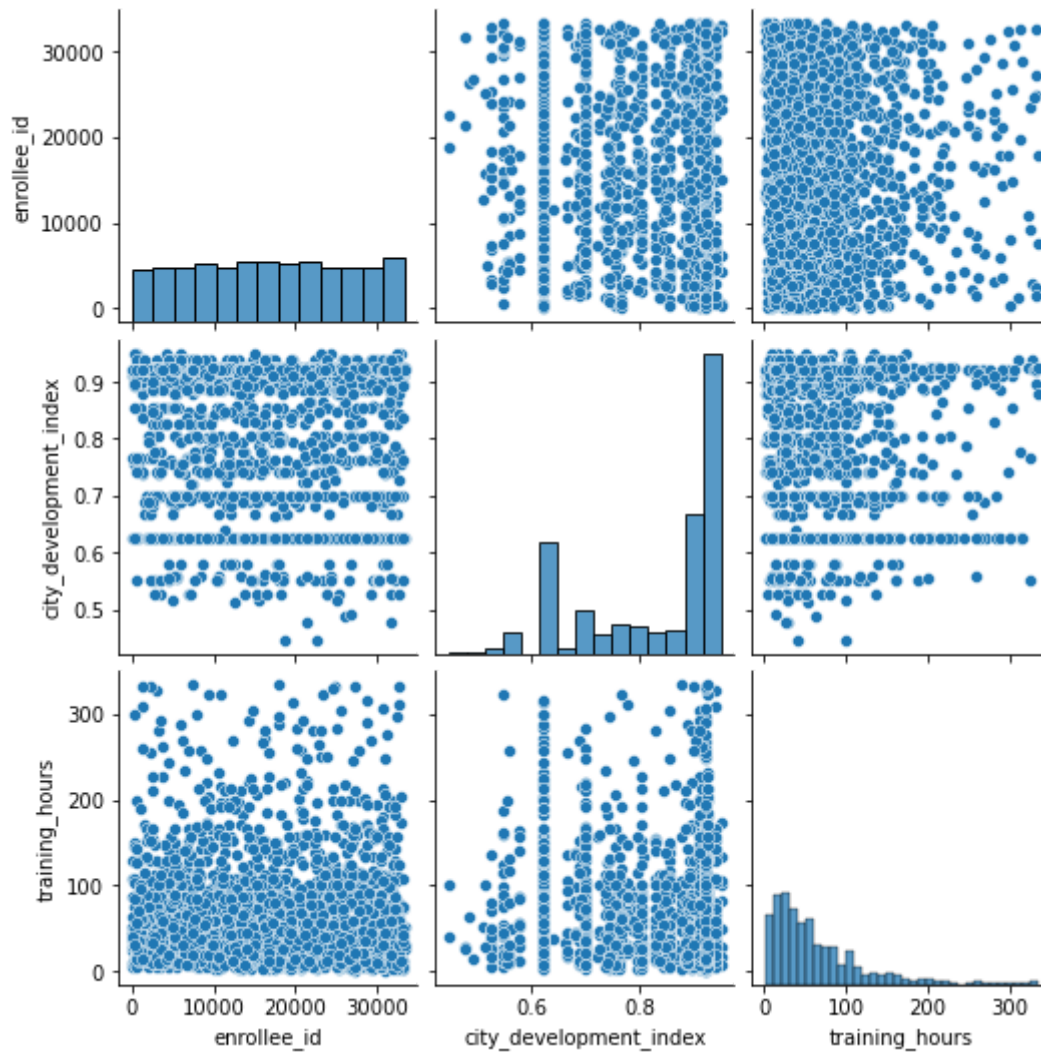 enrollee_id
30000
20000
10000
0
city_development_index
0.9
0.8
0.7
0.6
0.5
training_hours
300
200
100
0
0 10000 20000 30000
0.6 0.8
0 100 200 300
enrollee_id city_development_index training_hours